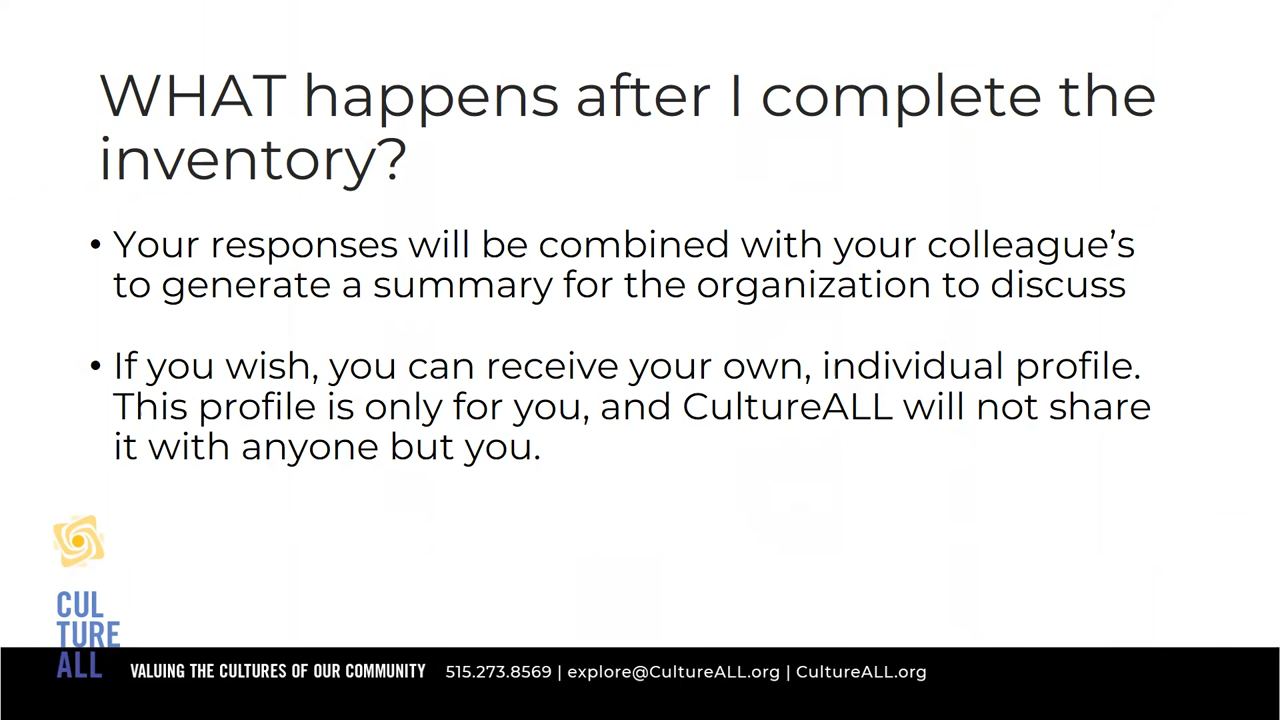 WHAT happens after I complete the
inventory?
• Your responses will be combined with your colleague’s
to generate a summary for the organization to discuss
• If you wish, you can receive your own, individual profile.
This profile is only for you, and CultureALL will not share
it with anyone but you.
CUL
TURE
ALL
VALUING THE CULTURES OF OUR COMMUNITY 515.273.8569 | explore@CultureALL.org | CultureALL.org